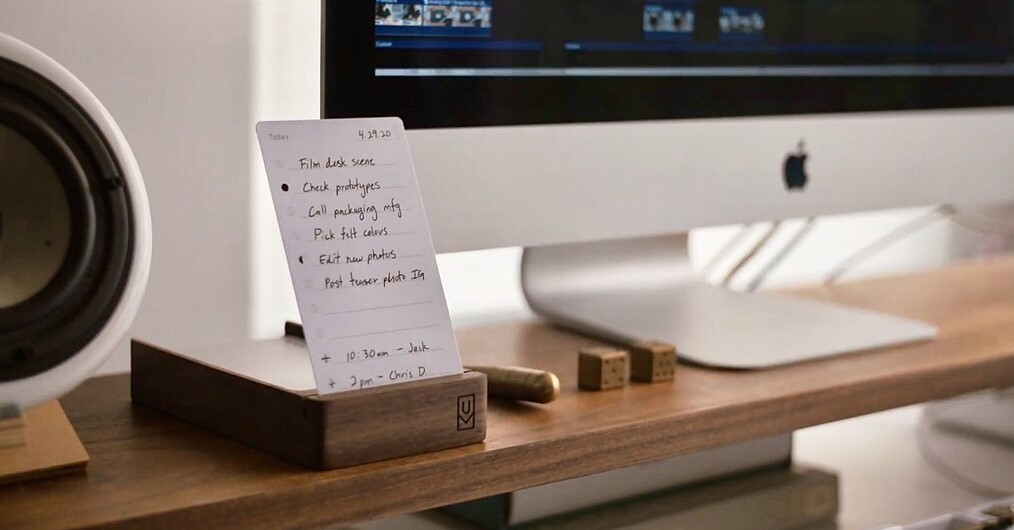 Today 4.29.20
Film desk scene
Check prototypes
Call packaging mfg
Pick felt colors
Edit new photos
Post teaser photo IG
+ 10:30am - Jack
+ 2pm - Chris D.